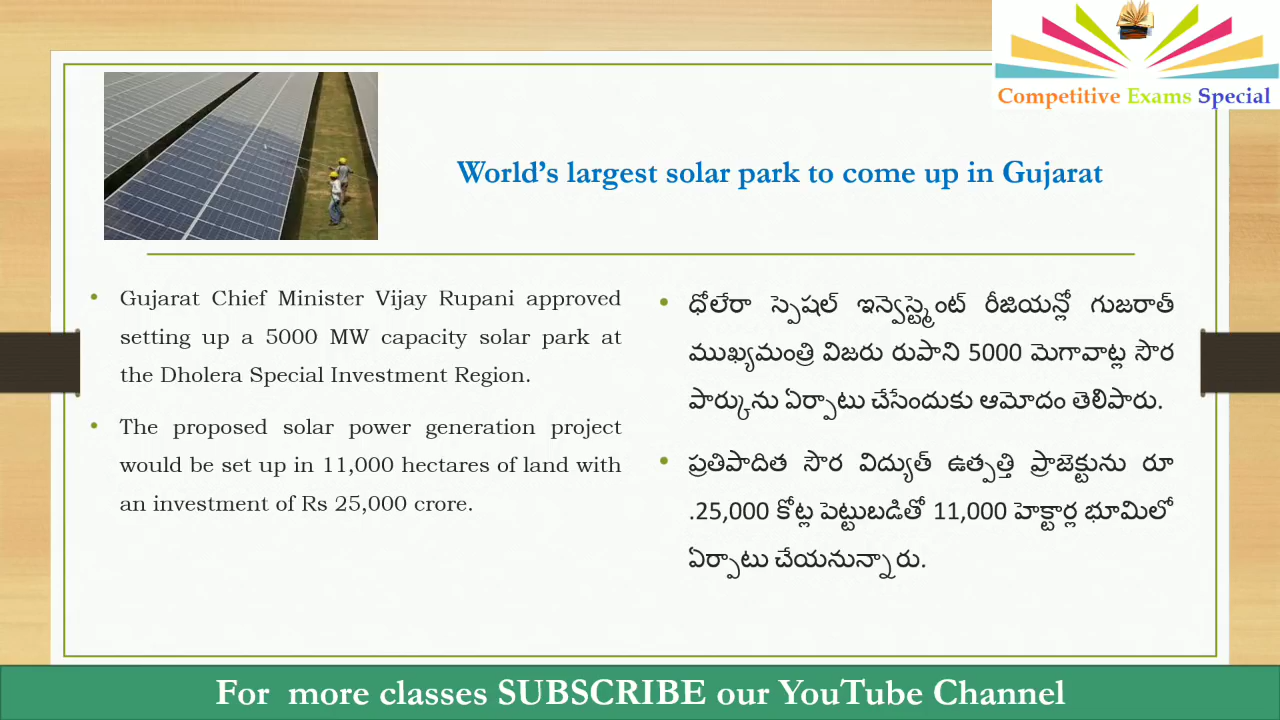 Competitive Exams Special
World’s largest solar park to come up in Gujarat
• Gujarat Chief Minister Vijay Rupani approved
setting up a 5000 MW capacity solar park at
the Dholera Special Investment Region.
• The proposed solar power generation project
would be set up in 11,000 hectares of land with
an investment of Rs 25,000 crore.
• ధోలేరా స్పెషల్ ఇన్వెస్ట్మెంట్ రీజియన్లో గుజరాత్
ముఖ్యమంత్రి విజరు రుపాని 5000 మెగావాట్ల సౌర
పార్కును ఏర్పాటు చేసేందుకు ఆమోదం తెలిపారు.
• ప్రతిపాదిత సౌర విద్యుత్ ఉత్పత్తి ప్రాజెక్టును రూ
.25,000 కోట్ల పెట్టుబడితో 11,000 హెక్టార్ల భూమిలో
ఏర్పాటు చేయనున్నారు.
For more classes SUBSCRIBE our YouTube Channel